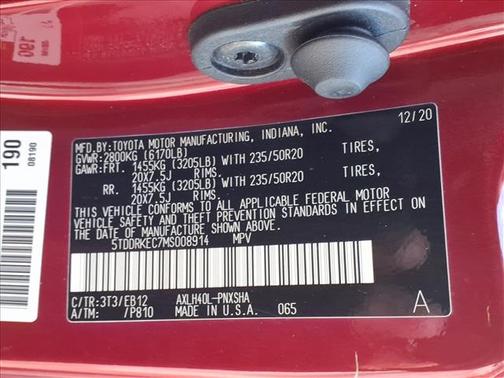 190
08190
190
08190
12/20
MFD.BY:TOYOTA MOTOR MANUFACTURING, INDIANA, INC.
GVWR:2800KG (6170LB)
GAWR:FRT. 1455KG (3205LB) WITH 235/50R20 TIRES,
20X7.5J RIMS.
RR. 1455KG (3205LB) WITH 235/50R20 TIRES,
20X7.5J RIMS.
THIS VEHICLE CONFORMS TO ALL APPLICABLE FEDERAL MOTOR
VEHICLE SAFETY AND THEFT PREVENTION STANDARDS IN EFFECT
ON THE DATE OF MANUFACTURE SHOWN ABOVE.
5TDDRKEC7MS008914 MPV
C/TR:3T3/EB12 AXLH40L-PNXSHA
A/TM: /P810 MADE IN U.S.A. 065
A